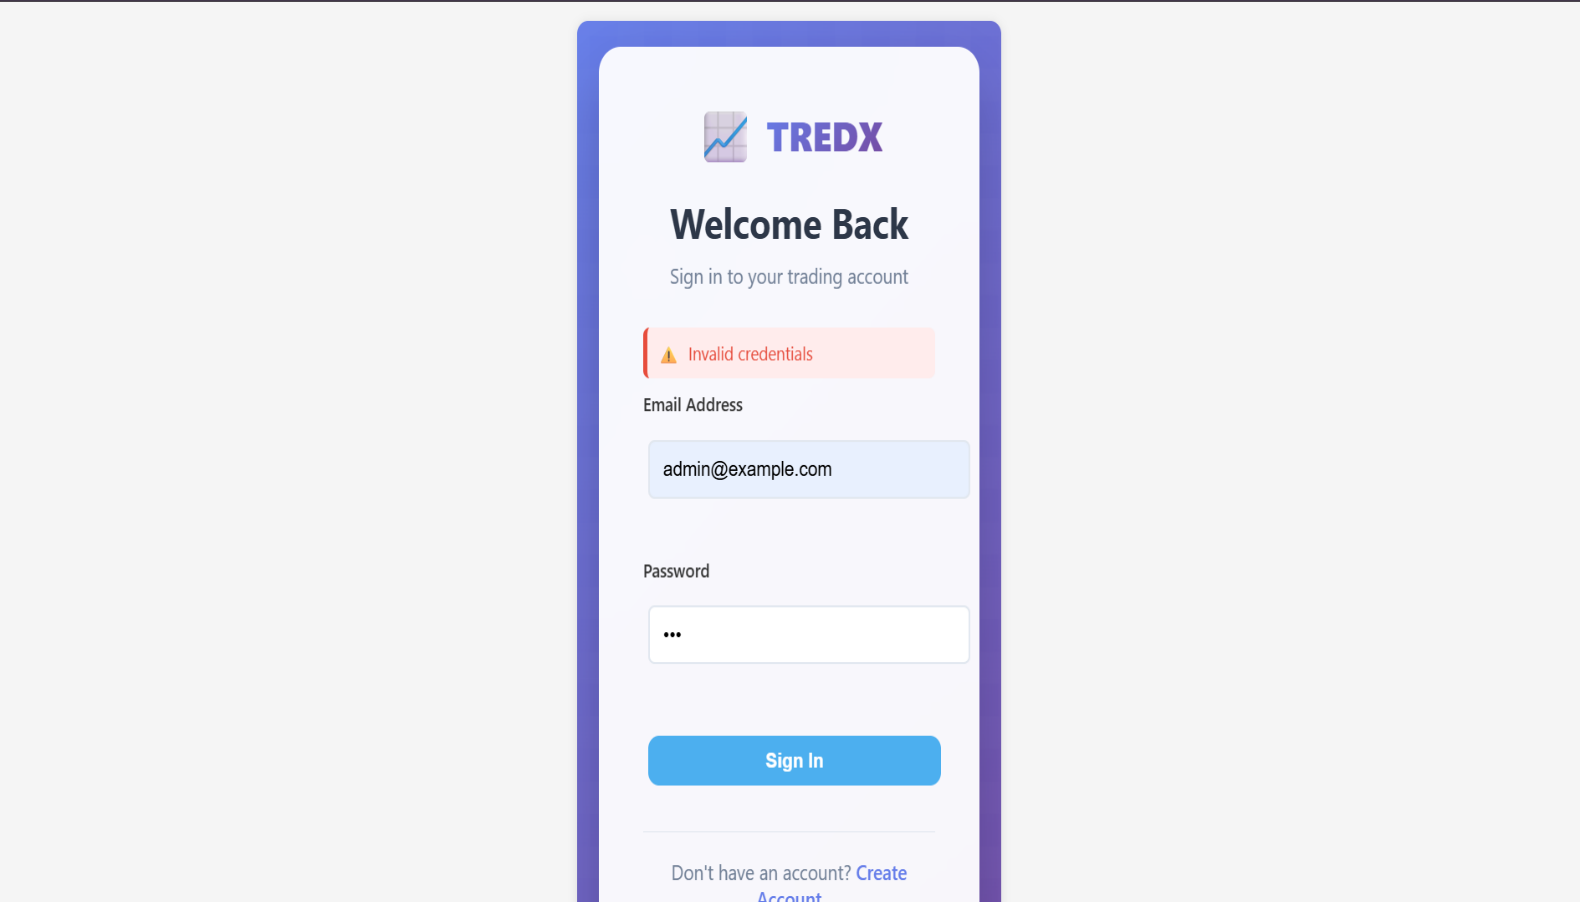 TREDX
Welcome Back
Sign in to your trading account
Invalid credentials
Email Address
admin@example.com
Password
•••
Sign In
Don't have an account? Create
Account